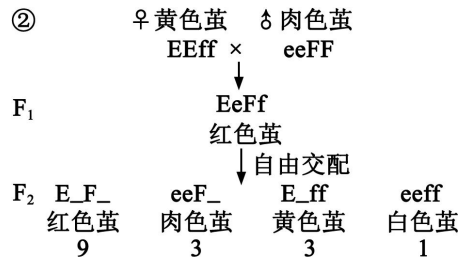 ② ♀黄色茧 ♂肉色茧
EEff × eeFF
F₁ EeFf
红色茧
自由交配
F₂ E_F_ eeF_ E_ff eeff
红色茧 肉色茧 黄色茧 白色茧
9 3 3 1